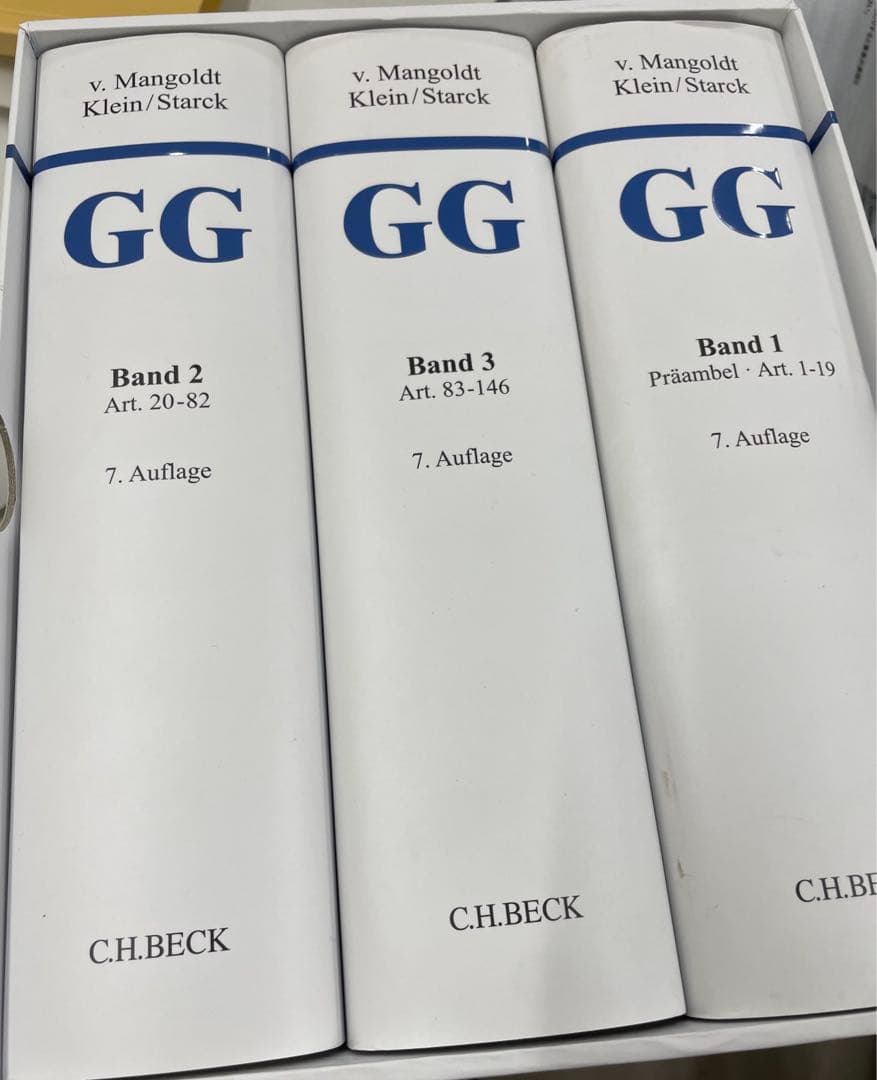 v. Mangoldt
Klein/Starck
GG
Band 2
Art. 20-82
7. Auflage
C.H.BECK
v. Mangoldt
Klein/Starck
GG
Band 3
Art. 83-146
7. Auflage
C.H.BECK
v. Mangoldt
Klein/Starck
GG
Band 1
Präambel · Art. 1-19
7. Auflage
C.H.BE